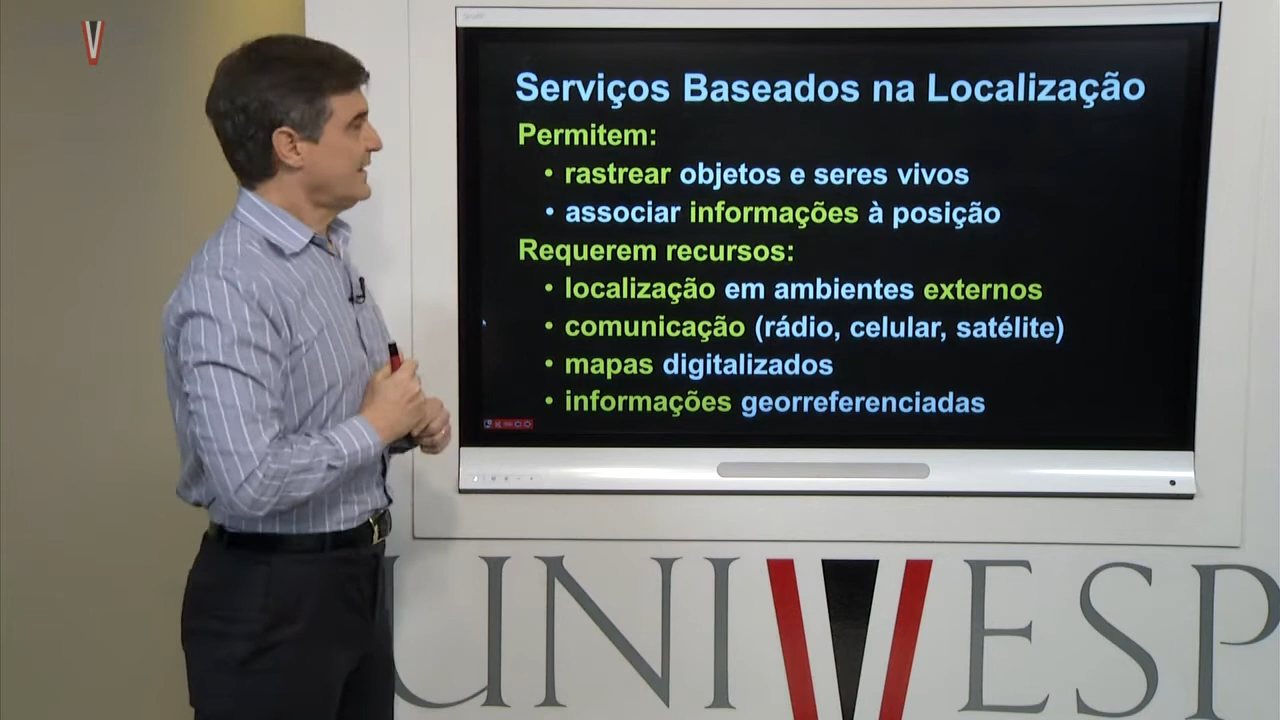 Serviços Baseados na Localização
Permitem:
• rastrear objetos e seres vivos
• associar informações à posição
Requerem recursos:
• localização em ambientes externos
• comunicação (rádio, celular, satélite)
• mapas digitalizados
• informações georreferenciadas
UNIVESP